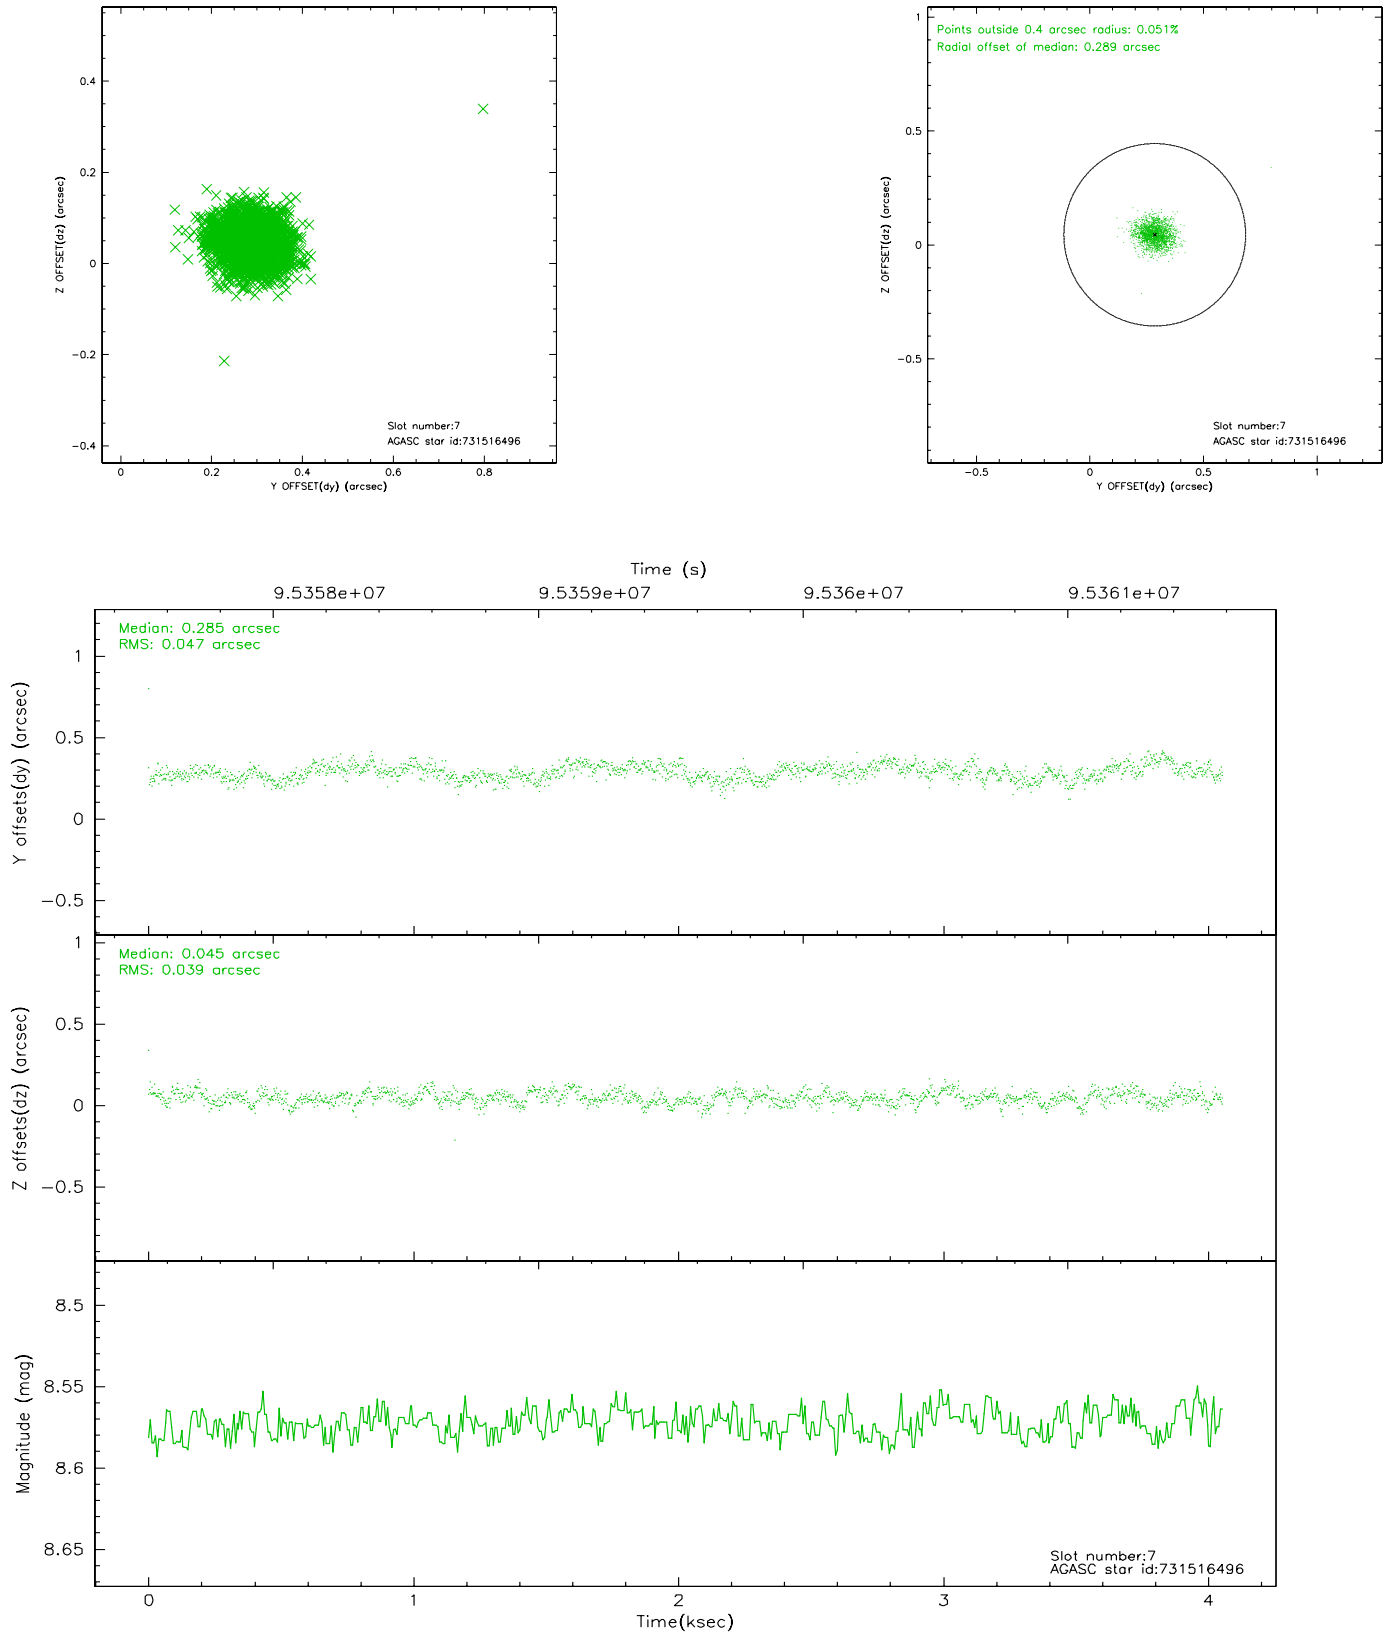 0.4
0.2
0
−0.2
−0.4
Z OFFSET(dz) (arcsec)
Slot number:7
AGASC star id:731516496
0 0.2 0.4 0.6 0.8
Y OFFSET(dy) (arcsec)
Points outside 0.4 arcsec radius: 0.051%
Radial offset of median: 0.289 arcsec
1
0.5
0
−0.5
Z OFFSET(dz) (arcsec)
Slot number:7
AGASC star id:731516496
−0.5 0 0.5 1
Y OFFSET(dy) (arcsec)
Time (s)
9.5358e+07 9.5359e+07 9.536e+07 9.5361e+07
Median: 0.285 arcsec
RMS: 0.047 arcsec
1
0.5
0
−0.5
Y offsets(dy) (arcsec)
Median: 0.045 arcsec
RMS: 0.039 arcsec
1
0.5
0
−0.5
Z offsets(dz) (arcsec)
8.5
8.55
8.6
8.65
Magnitude (mag)
Slot number:7
AGASC star id:731516496
0 1 2 3 4
Time(ksec)